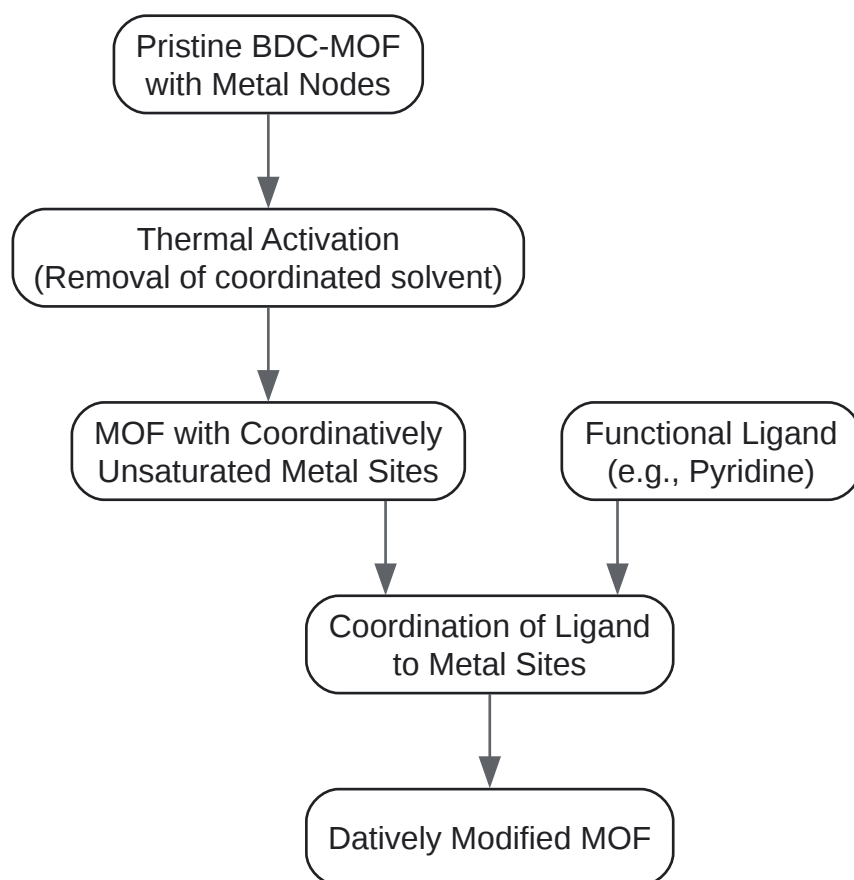 Pristine BDC-MOF
with Metal Nodes
Thermal Activation
(Removal of coordinated solvent)
MOF with Coordinatively
Unsaturated Metal Sites
Functional Ligand
(e.g., Pyridine)
Coordination of Ligand
to Metal Sites
Datively Modified MOF